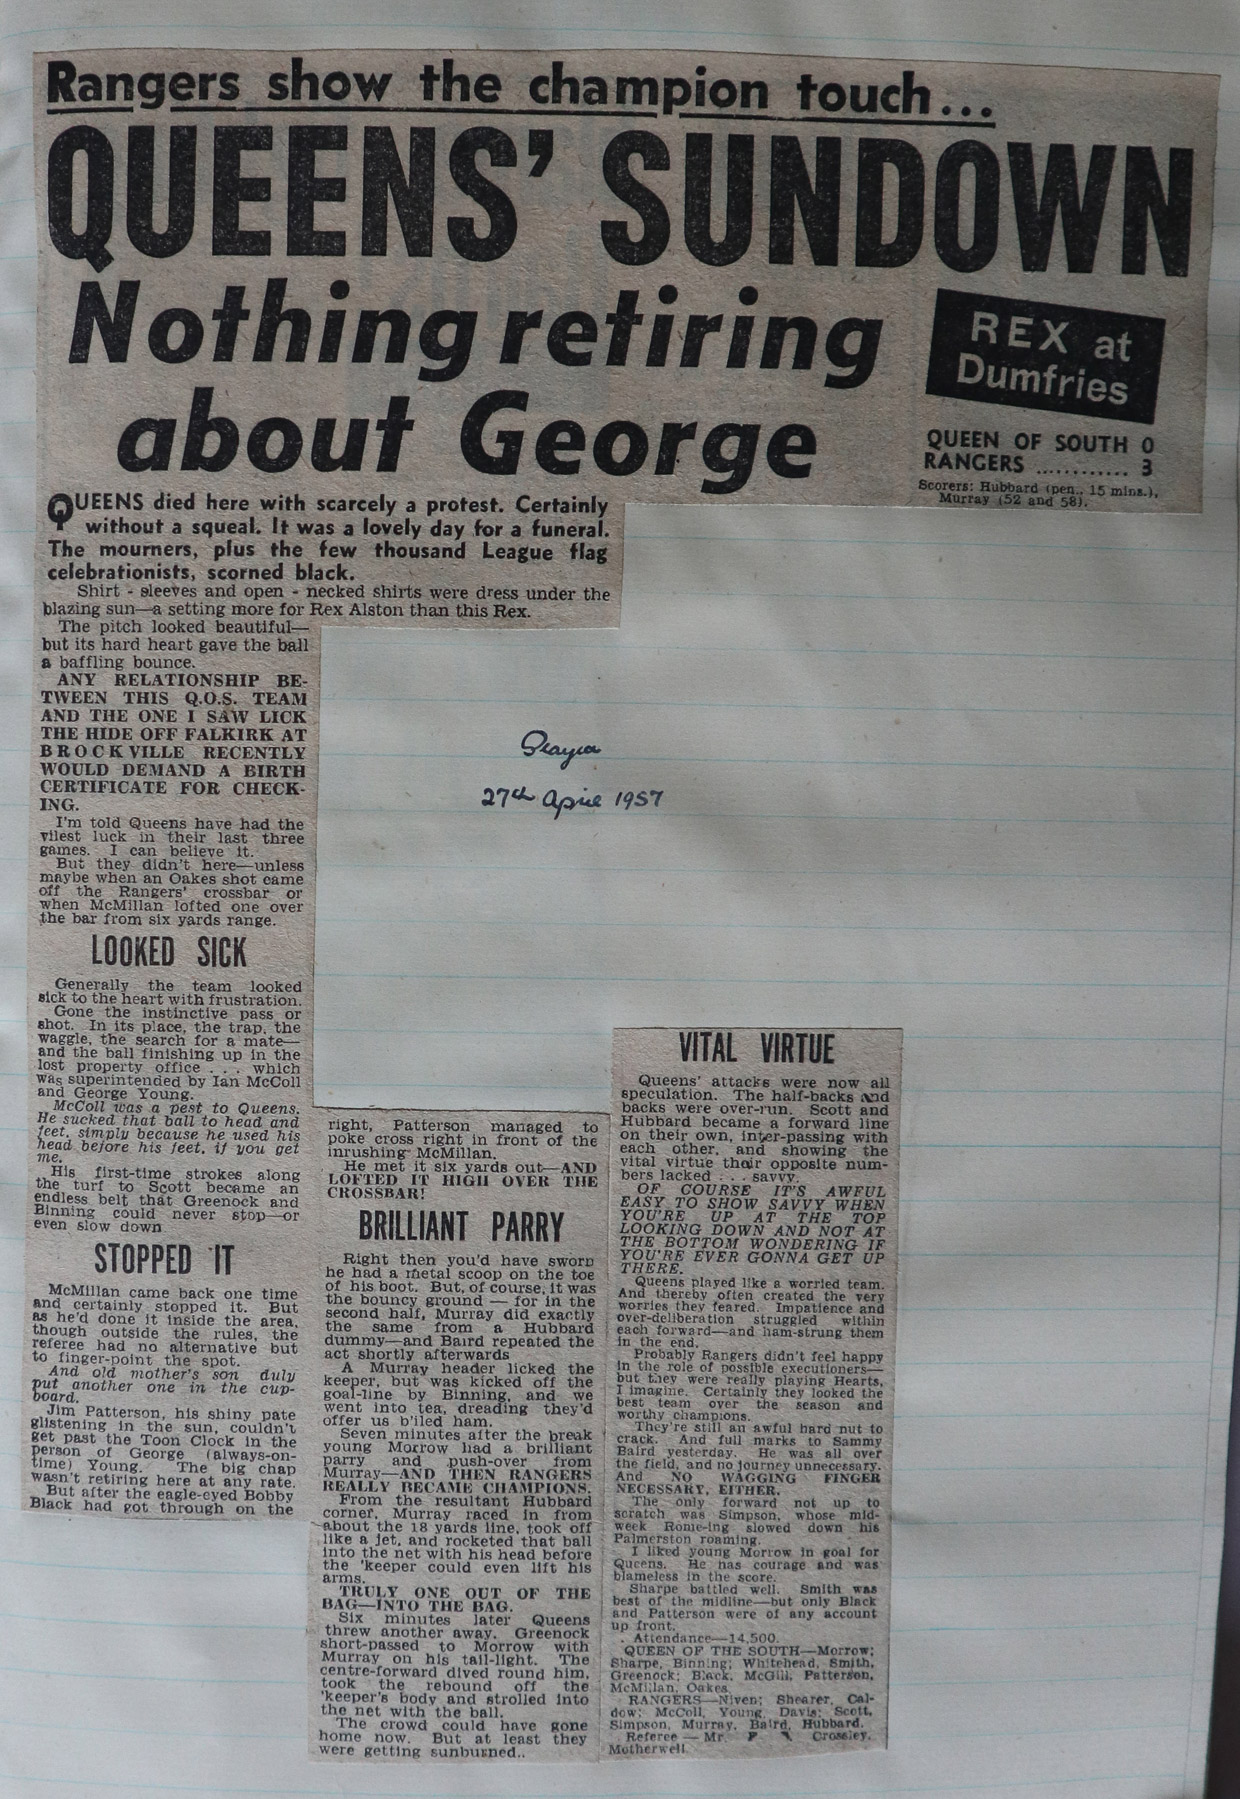 Rangers show the champion touch...
QUEENS' SUNDOWN
Nothing retiring
about George
REX at
Dumfries
QUEEN OF SOUTH 0
RANGERS ............ 3
Scorers: Hubbard (pen., 15 mins.),
Murray (52 and 58).
QUEENS died here with scarcely a protest. Certainly
without a squeal. It was a lovely day for a funeral.
The mourners, plus the few thousand League flag
celebrationists, scorned black.
Shirt - sleeves and open - necked shirts were dress under the
blazing sun—a setting more for Rex Alston than this Rex.
The pitch looked beautiful—
but its hard heart gave the ball
a baffling bounce.
ANY RELATIONSHIP BE-
TWEEN THIS Q.O.S. TEAM
AND THE ONE I SAW LICK
THE HIDE OFF FALKIRK AT
BROCKVILLE RECENTLY
WOULD DEMAND A BIRTH
CERTIFICATE FOR CHECK-
ING.
I'm told Queens have had the
vilest luck in their last three
games. I can believe it.
But they didn't here—unless
maybe when an Oakes shot came
off the Rangers' crossbar or
when McMillan lofted one over
the bar from six yards range.
LOOKED SICK
Generally the team looked
sick to the heart with frustration.
Gone the instinctive pass or
shot. In its place, the trap, the
waggle, the search for a mate—
and the ball finishing up in the
lost property office . . . which
was superintended by Ian McColl
and George Young.
McColl was a pest to Queens.
He sucked that ball to head and
feet, simply because he used his
head before his feet, if you get
me.
His first-time strokes along
the turf to Scott became an
endless belt that Greenock and
Binning could never stop—or
even slow down
STOPPED IT
McMillan came back one time
and certainly stopped it. But
as he'd done it inside the area,
though outside the rules, the
referee had no alternative but
to finger-point the spot.
And old mother's son duly
put another one in the cup-
board.
Jim Patterson, his shiny pate
glistening in the sun, couldn't
get past the Toon Clock in the
person of George (always-on-
time) Young. The big chap
wasn't retiring here at any rate.
But after the eagle-eyed Bobby
Black had got through on the
27th April 1957
right, Patterson managed to
poke cross right in front of the
inrushing McMillan.
He met it six yards out—AND
LOFTED IT HIGH OVER THE
CROSSBAR!
BRILLIANT PARRY
Right then you'd have sworn
he had a metal scoop on the toe
of his boot. But, of course, it was
the bouncy ground — for in the
second half, Murray did exactly
the same from a Hubbard
dummy—and Baird repeated the
act shortly afterwards
A Murray header licked the
keeper, but was kicked off the
goal-line by Binning, and we
went into tea, dreading they'd
offer us b'iled ham.
Seven minutes after the break
young Morrow had a brilliant
parry and push-over from
Murray—AND THEN RANGERS
REALLY BECAME CHAMPIONS.
From the resultant Hubbard
corner, Murray raced in from
about the 18 yards line, took off
like a jet, and rocketed that ball
into the net with his head before
the 'keeper could even lift his
arms.
TRULY ONE OUT OF THE
BAG—INTO THE BAG.
Six minutes later Queens
threw another away. Greenock
short-passed to Morrow with
Murray on his tail-light. The
centre-forward dived round him,
took the rebound off the
'keeper's body and strolled into
the net with the ball.
The crowd could have gone
home now. But at least they
were getting sunburned..
VITAL VIRTUE
Queens' attacks were now all
speculation. The half-backs and
backs were over-run. Scott and
Hubbard became a forward line
on their own, inter-passing with
each other, and showing the
vital virtue their opposite num-
bers lacked . . . savvy.
OF COURSE IT'S AWFUL
EASY TO SHOW SAVVY WHEN
YOU'RE UP AT THE TOP
LOOKING DOWN AND NOT AT
THE BOTTOM WONDERING IF
YOU'RE EVER GONNA GET UP
THERE.
Queens played like a worried team.
And thereby often created the very
worries they feared. Impatience and
over-deliberation struggled within
each forward—and ham-strung them
in the end.
Probably Rangers didn't feel happy
in the role of possible executioners—
but they were really playing Hearts,
I imagine. Certainly they looked the
best team over the season and
worthy champions.
They're still an awful hard nut to
crack. And full marks to Sammy
Baird yesterday. He was all over
the field, and no journey unnecessary.
And NO WAGGING FINGER
NECESSARY, EITHER.
The only forward not up to
scratch was Simpson, whose mid-
week Rome-ing slowed down his
Palmerston roaming.
I liked young Morrow in goal for
Queens. He has courage and was
blameless in the score.
Sharpe battled well. Smith was
best of the midline—but only Black
and Patterson were of any account
up front.
Attendance—14,500.
QUEEN OF THE SOUTH—Morrow;
Sharpe, Binning; Whitehead, Smith,
Greenock; Black, McGill, Patterson,
McMillan, Oakes.
RANGERS—Niven; Shearer, Cal-
dow; McColl, Young, Davis; Scott,
Simpson, Murray, Baird, Hubbard.
Referee — Mr. Crossley,
Motherwell